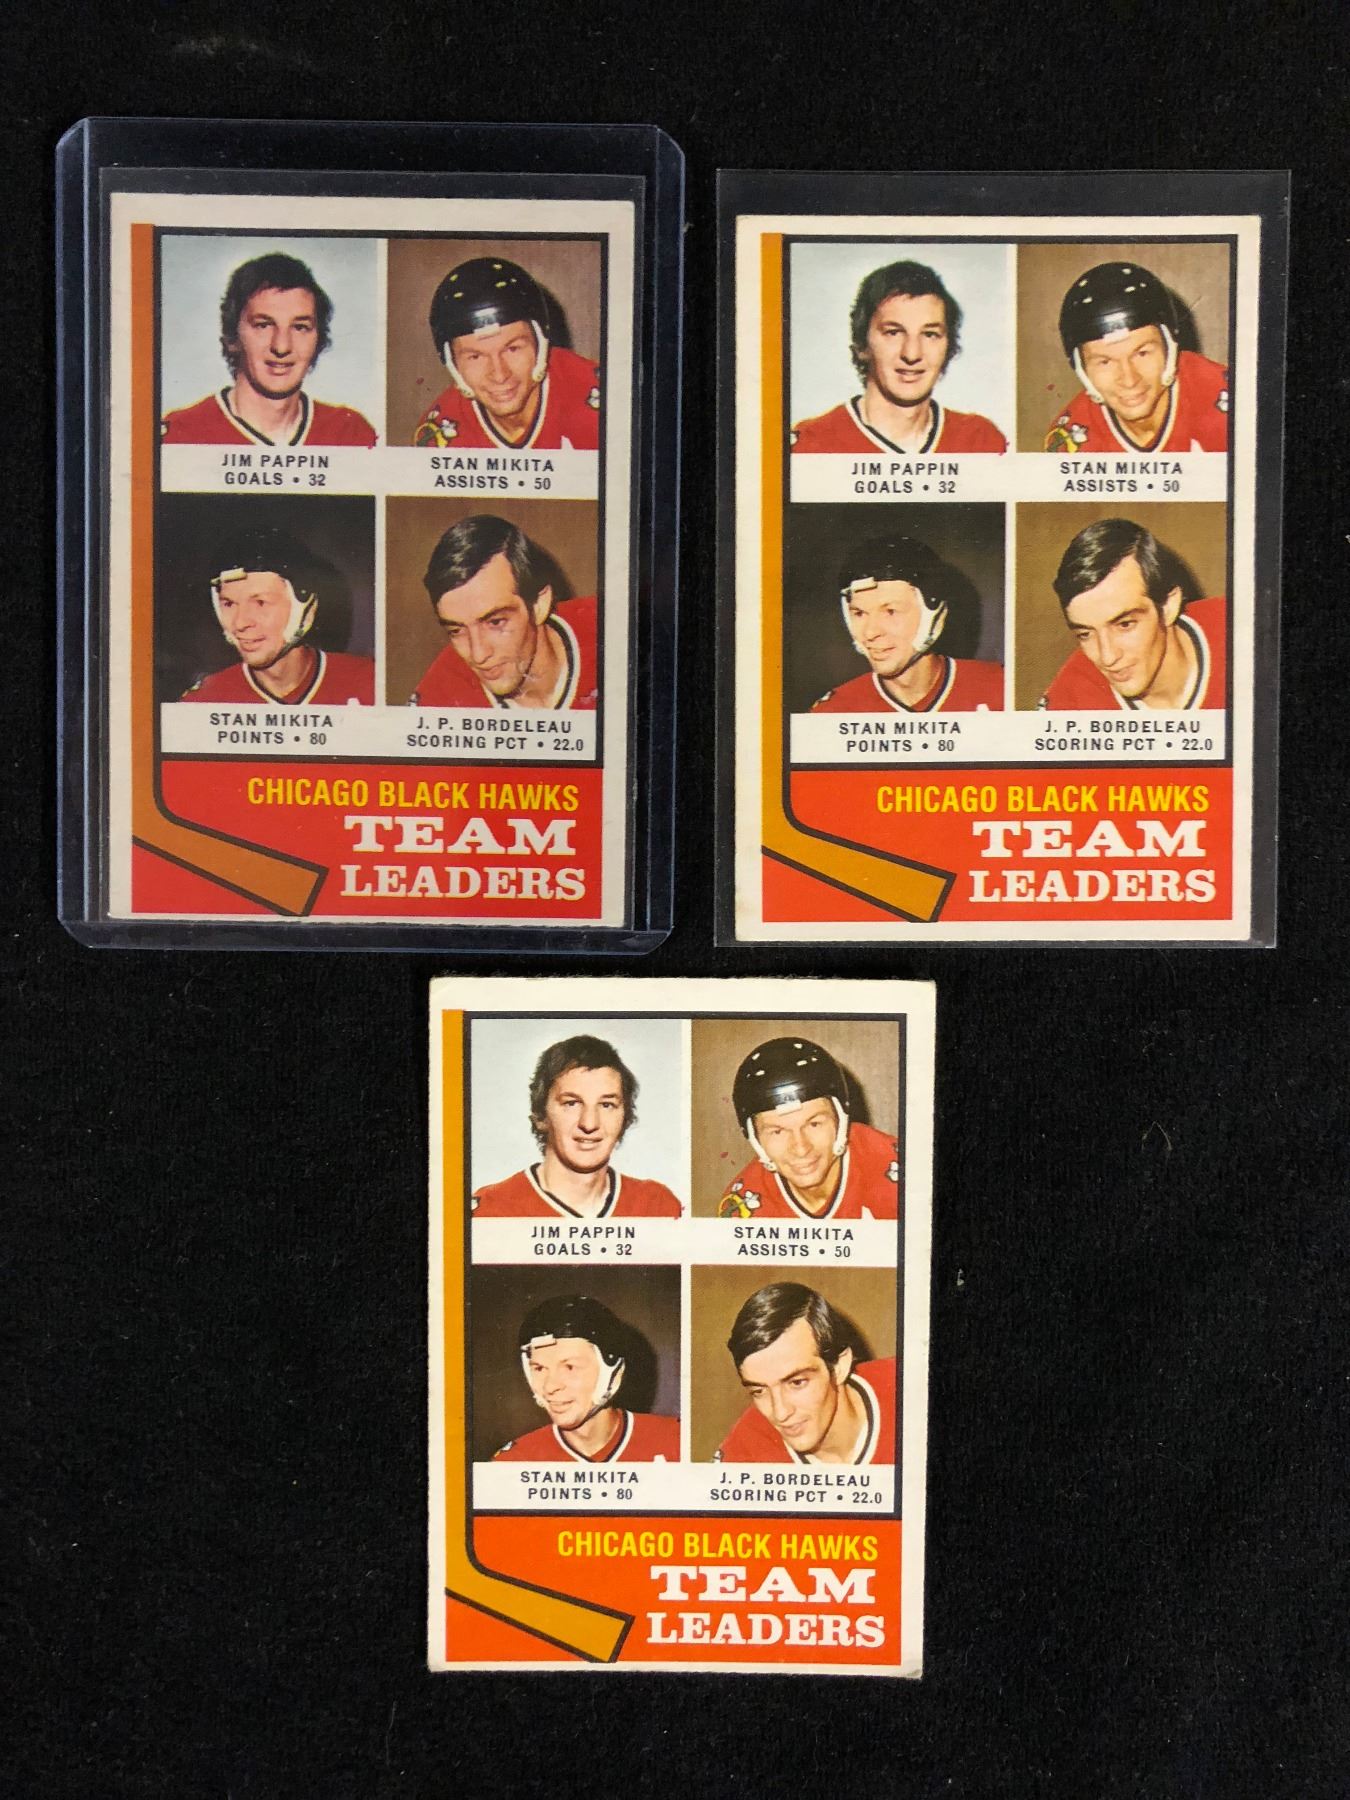 JIM PAPPIN
GOALS • 32
STAN MIKITA
ASSISTS • 50
STAN MIKITA
POINTS • 80
J. P. BORDELEAU
SCORING PCT • 22.0
CHICAGO BLACK HAWKS
TEAM
LEADERS
JIM PAPPIN
GOALS • 32
STAN MIKITA
ASSISTS • 50
STAN MIKITA
POINTS • 80
J. P. BORDELEAU
SCORING PCT • 22.0
CHICAGO BLACK HAWKS
TEAM
LEADERS
JIM PAPPIN
GOALS • 32
STAN MIKITA
ASSISTS • 50
STAN MIKITA
POINTS • 80
J. P. BORDELEAU
SCORING PCT • 22.0
CHICAGO BLACK HAWKS
TEAM
LEADERS